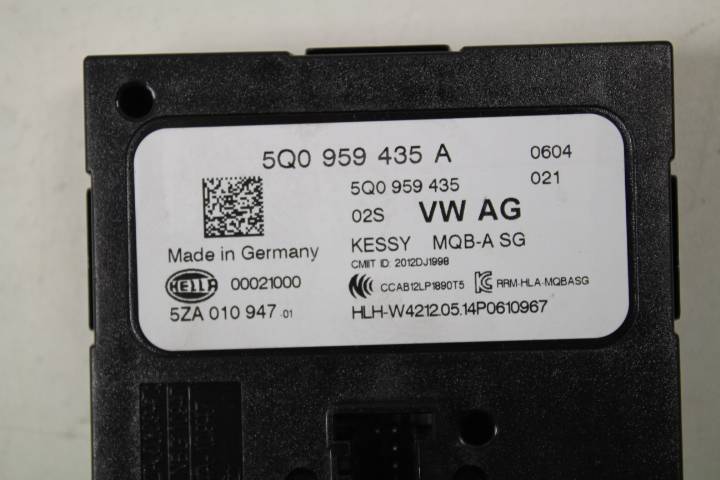 5Q0 959 435 A 0604
5Q0 959 435 021
02S VW AG
KESSY MQB-A SG
Made in Germany
CMIIT ID: 2012DJ1998
HELLA 00021000
CCAB12LP1890T5
RRM-HLA-MQBASG
5ZA 010 947 -01
HLH-W4212.05.14P0610967